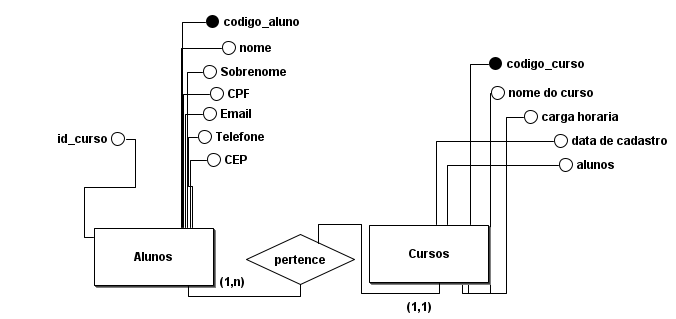 codigo_aluno
nome
Sobrenome
CPF
Email
Telefone
CEP
id_curso
codigo_curso
nome do curso
carga horaria
data de cadastro
alunos
Alunos
pertence
Cursos
(1,n)
(1,1)